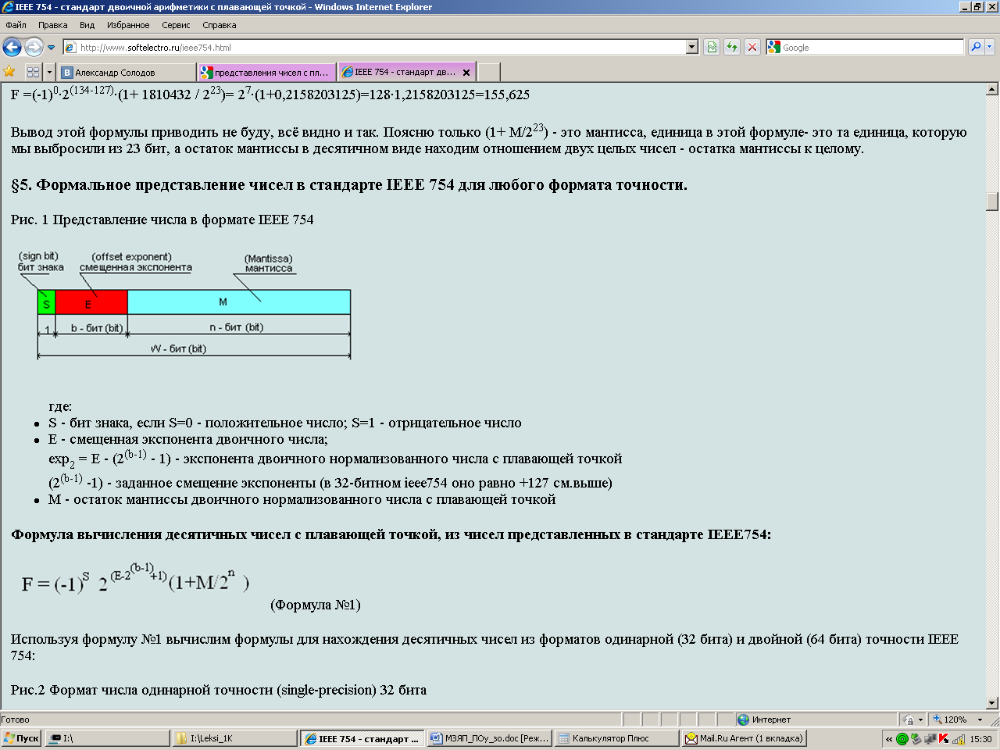 IEEE 754 - стандарт двоичной арифметики с плавающей точкой - Windows Internet Explorer
Файл Правка Вид Избранное Сервис Справка
http://www.softelectro.ru/ieee754.html
Google
Александр Солодов
представления чисел с пл...
IEEE 754 - стандарт дв...
F =(-1)^0·2^(134-127)·(1+ 1810432 / 2^23)= 2^7·(1+0,2158203125)=128·1,2158203125=155,625
Вывод этой формулы приводить не буду, всё видно и так. Поясню только (1+ M/2^23) - это мантисса, единица в этой формуле- это та единица, которую
мы выбросили из 23 бит, а остаток мантиссы в десятичном виде находим отношением двух целых чисел - остатка мантиссы к целому.
§5. Формальное представление чисел в стандарте IEEE 754 для любого формата точности.
Рис. 1 Представление числа в формате IEEE 754
(sign bit) (offset exponent) (Mantissa)
бит знака смещенная экспонента мантисса
S E M
1 b - бит (bit) n - бит (bit)
W - бит (bit)
где:
S - бит знака, если S=0 - положительное число; S=1 - отрицательное число
E - смещенная экспонента двоичного числа;
exp_2 = E - (2^(b-1) - 1) - экспонента двоичного нормализованного числа с плавающей точкой
(2^(b-1) -1) - заданное смещение экспоненты (в 32-битном ieee754 оно равно +127 см.выше)
M - остаток мантиссы двоичного нормализованного числа с плавающей точкой
Формула вычисления десятичных чисел с плавающей точкой, из чисел представленных в стандарте IEEE754:
F = (-1)^S 2^(E-2^(b-1)+1)(1+M/2^n )
(Формула №1)
Используя формулу №1 вычислим формулы для нахождения десятичных чисел из форматов одинарной (32 бита) и двойной (64 бита) точности IEEE
754:
Рис.2 Формат числа одинарной точности (single-precision) 32 бита
Готово
Интернет
120%
Пуск
I:\
I:\Leksi_1K
IEEE 754 - стандарт ...
МЗЯП_ПОу_зо.doc [Реж...
Калькулятор Плюс
Mail.Ru Агент (1 вкладка)
«
15:30